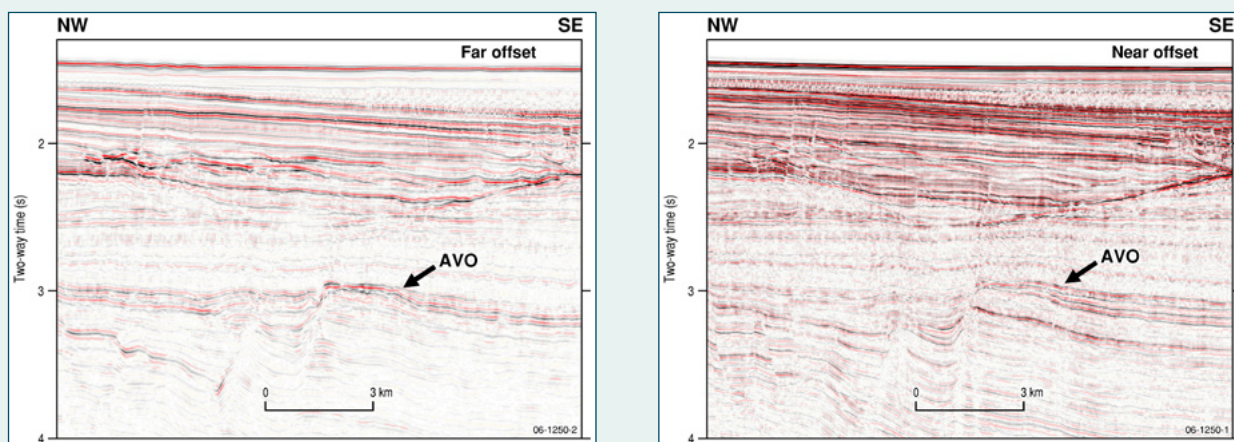 NW SE
Far offset
2
3
4
Two-way time (s)
AVO
0 3 km
06-1250-2
NW SE
Near offset
2
3
4
Two-way time (s)
AVO
0 3 km
06-1250-1